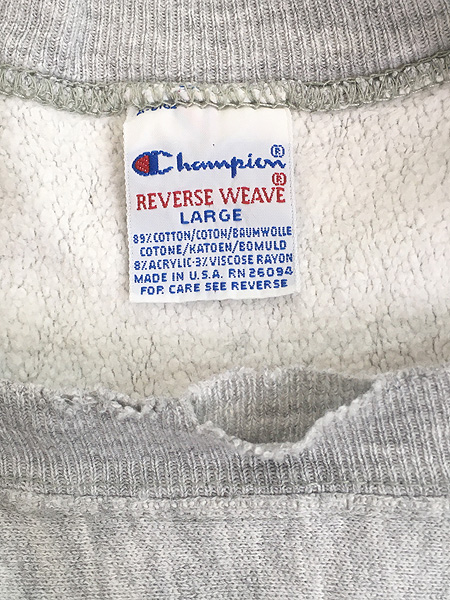 Champion®
REVERSE WEAVE®
LARGE
89% COTTON/COTON/BAUMWOLLE
COTONE/KATOEN/BOMULD
8% ACRYLIC·3% VISCOSE RAYON
MADE IN U.S.A. RN 26094
FOR CARE SEE REVERSE